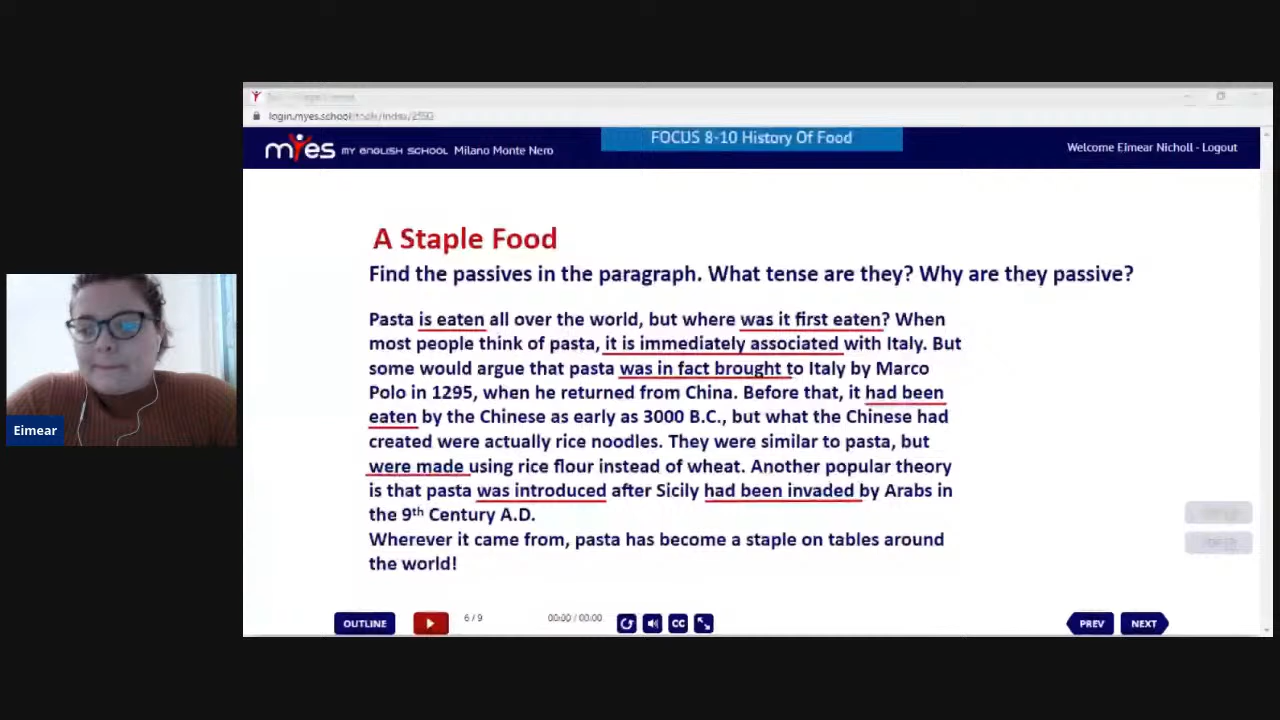 login.myes.school
myes MY ENGLISH SCHOOL Milano Monte Nero
FOCUS 8-10 History Of Food
Welcome Eimear Nicholl - Logout
A Staple Food
Find the passives in the paragraph. What tense are they? Why are they passive?
Pasta is eaten all over the world, but where was it first eaten? When
most people think of pasta, it is immediately associated with Italy. But
some would argue that pasta was in fact brought to Italy by Marco
Polo in 1295, when he returned from China. Before that, it had been
eaten by the Chinese as early as 3000 B.C., but what the Chinese had
created were actually rice noodles. They were similar to pasta, but
were made using rice flour instead of wheat. Another popular theory
is that pasta was introduced after Sicily had been invaded by Arabs in
the 9th Century A.D.
Wherever it came from, pasta has become a staple on tables around
the world!
Eimear
OUTLINE
6 / 9
00:00 / 00:00
CC
PREV
NEXT